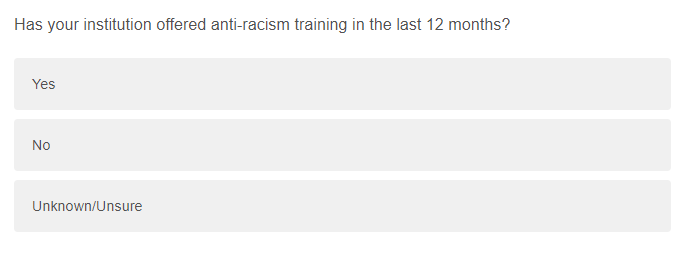 Has your institution offered anti-racism training in the last 12 months?
Yes
No
Unknown/Unsure